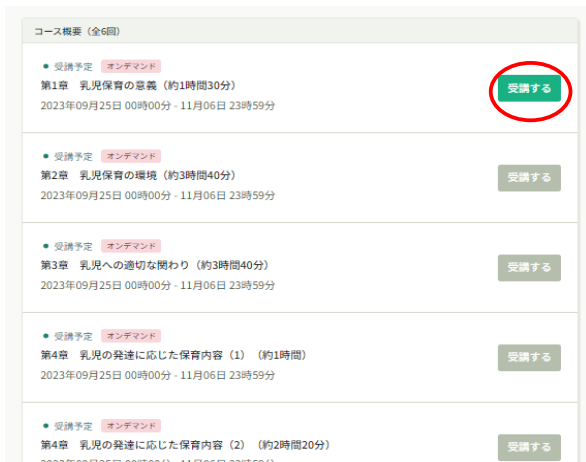 コース概要（全6回）
受講予定 オンデマンド
第1章　乳児保育の意義（約1時間30分）
受講する
2023年09月25日 00時00分 - 11月06日 23時59分
受講予定 オンデマンド
第2章　乳児保育の環境（約3時間40分）
受講する
2023年09月25日 00時00分 - 11月06日 23時59分
受講予定 オンデマンド
第3章　乳児への適切な関わり（約3時間40分）
受講する
2023年09月25日 00時00分 - 11月06日 23時59分
受講予定 オンデマンド
第4章　乳児の発達に応じた保育内容（1）（約1時間）
受講する
2023年09月25日 00時00分 - 11月06日 23時59分
受講予定 オンデマンド
第4章　乳児の発達に応じた保育内容（2）（約2時間20分）
受講する